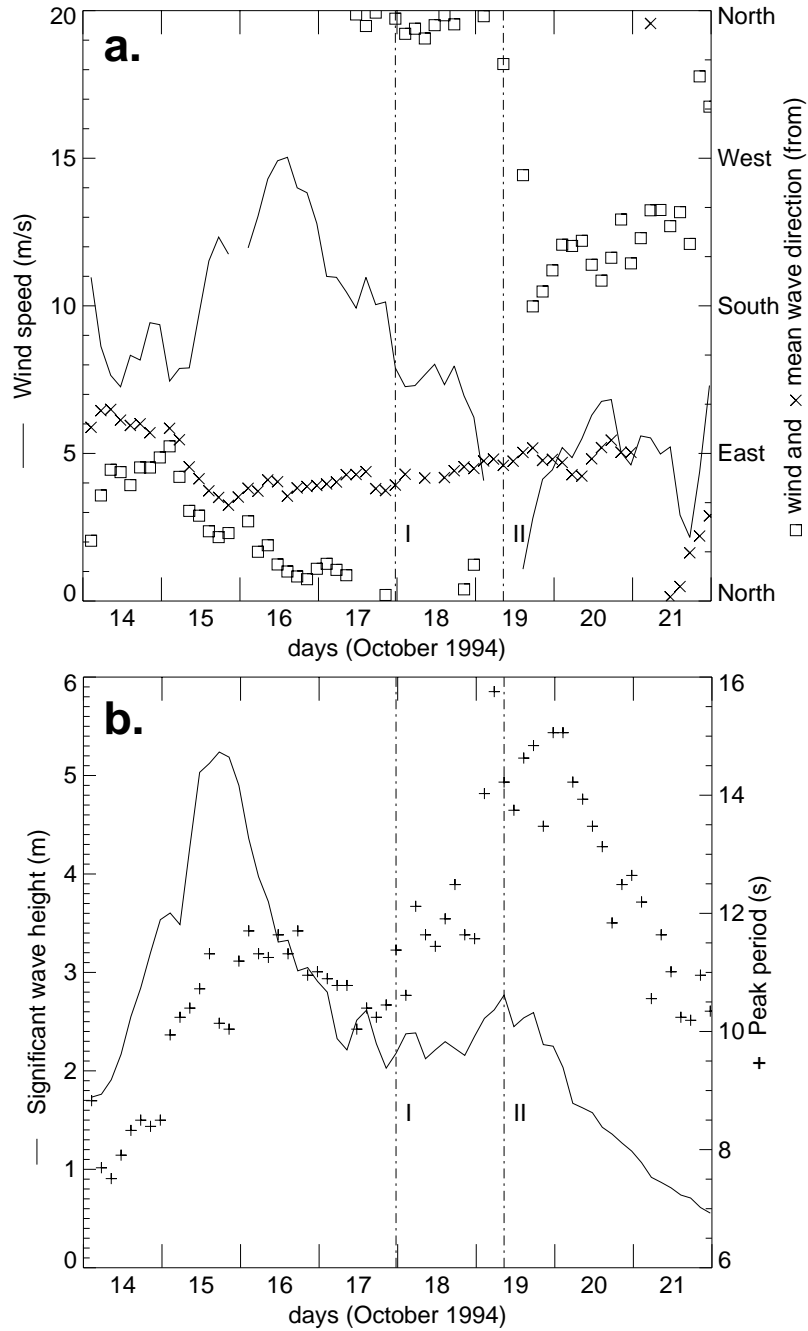 a.
20
15
10
5
0
Wind speed (m/s)
North
West
South
East
North
wind and × mean wave direction (from)
I
II
14 15 16 17 18 19 20 21
days (October 1994)
b.
6
5
4
3
2
1
0
Significant wave height (m)
16
14
12
10
8
6
+ Peak period (s)
I
II
14 15 16 17 18 19 20 21
days (October 1994)